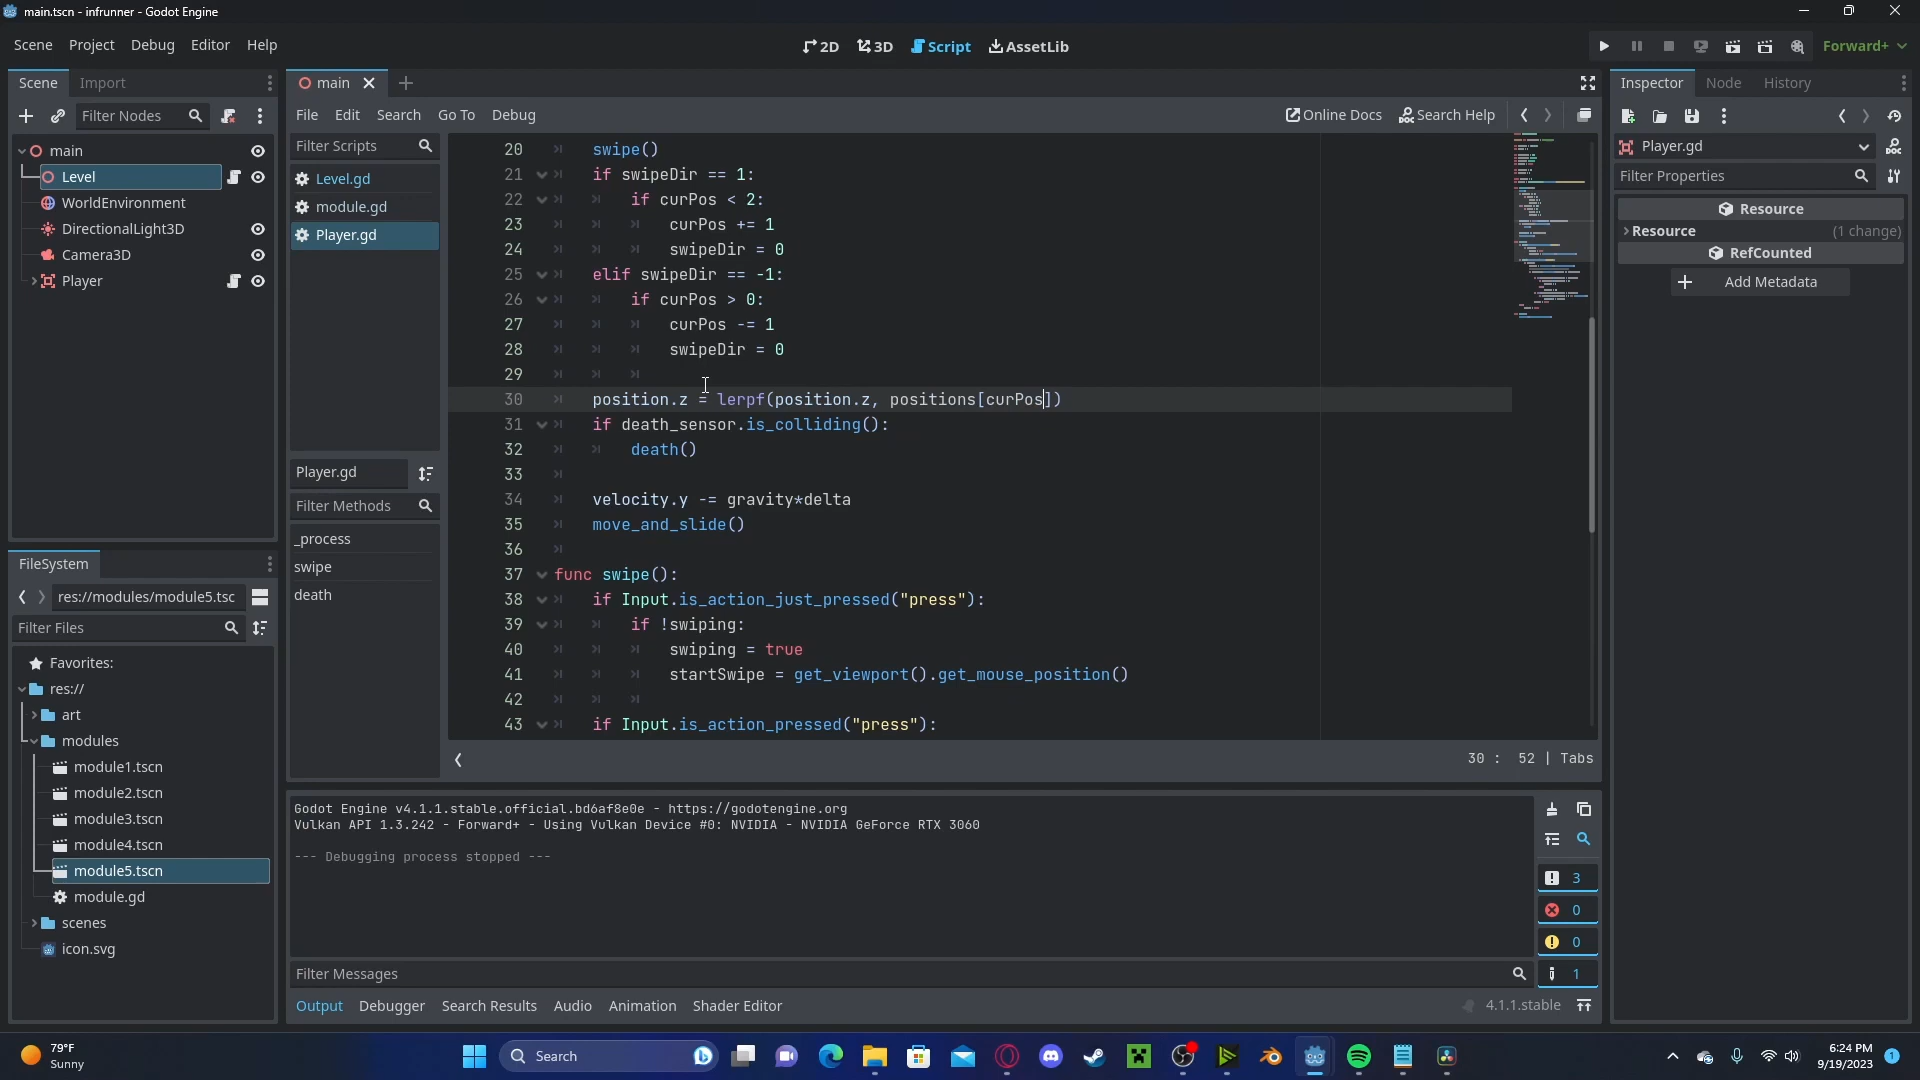 main.tscn - infrunner - Godot Engine
Scene Project Debug Editor Help
2D 3D Script AssetLib
Forward+
Scene Import
Filter Nodes
main
Level
WorldEnvironment
DirectionalLight3D
Camera3D
Player
FileSystem
res://modules/module5.tsc
Filter Files
Favorites:
res://
art
modules
module1.tscn
module2.tscn
module3.tscn
module4.tscn
module5.tscn
module.gd
scenes
icon.svg
main
File Edit Search Go To Debug
Online Docs Search Help
Filter Scripts
Level.gd
module.gd
Player.gd
Player.gd
Filter Methods
_process
swipe
death
20 swipe()
21 if swipeDir == 1:
22 if curPos < 2:
23 curPos += 1
24 swipeDir = 0
25 elif swipeDir == -1:
26 if curPos > 0:
27 curPos -= 1
28 swipeDir = 0
29
30 position.z = lerpf(position.z, positions[curPos])
31 if death_sensor.is_colliding():
32 death()
33
34 velocity.y -= gravity*delta
35 move_and_slide()
36
37 func swipe():
38 if Input.is_action_just_pressed("press"):
39 if !swiping:
40 swiping = true
41 startSwipe = get_viewport().get_mouse_position()
42
43 if Input.is_action_pressed("press"):
30 : 52 | Tabs
Godot Engine v4.1.1.stable.official.bd6af8e0e - https://godotengine.org
Vulkan API 1.3.242 - Forward+ - Using Vulkan Device #0: NVIDIA - NVIDIA GeForce RTX 3060
--- Debugging process stopped ---
3
0
0
1
Filter Messages
Output Debugger Search Results Audio Animation Shader Editor
4.1.1.stable
Inspector Node History
Player.gd
Filter Properties
Resource
Resource (1 change)
RefCounted
Add Metadata
79°F
Sunny
Search
6:24 PM
9/19/2023
1